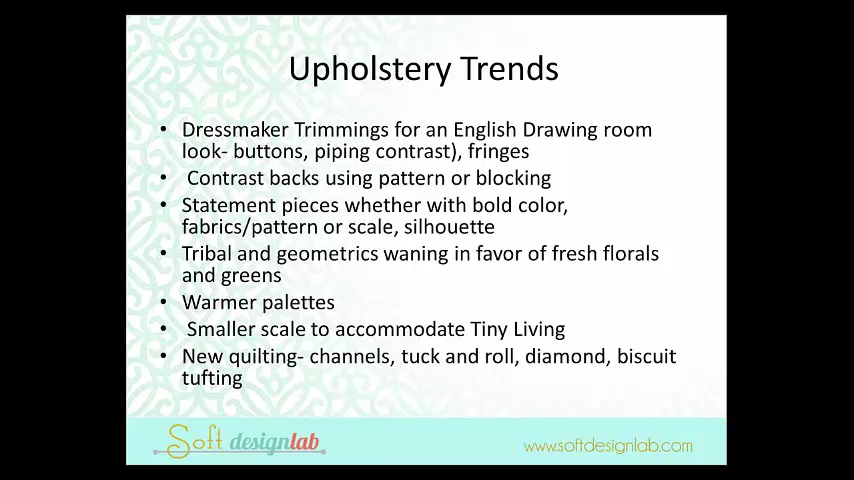 Upholstery Trends
• Dressmaker Trimmings for an English Drawing room
look- buttons, piping contrast), fringes
• Contrast backs using pattern or blocking
• Statement pieces whether with bold color,
fabrics/pattern or scale, silhouette
• Tribal and geometrics waning in favor of fresh florals
and greens
• Warmer palettes
• Smaller scale to accommodate Tiny Living
• New quilting- channels, tuck and roll, diamond, biscuit
tufting
Soft designlab
www.softdesignlab.com